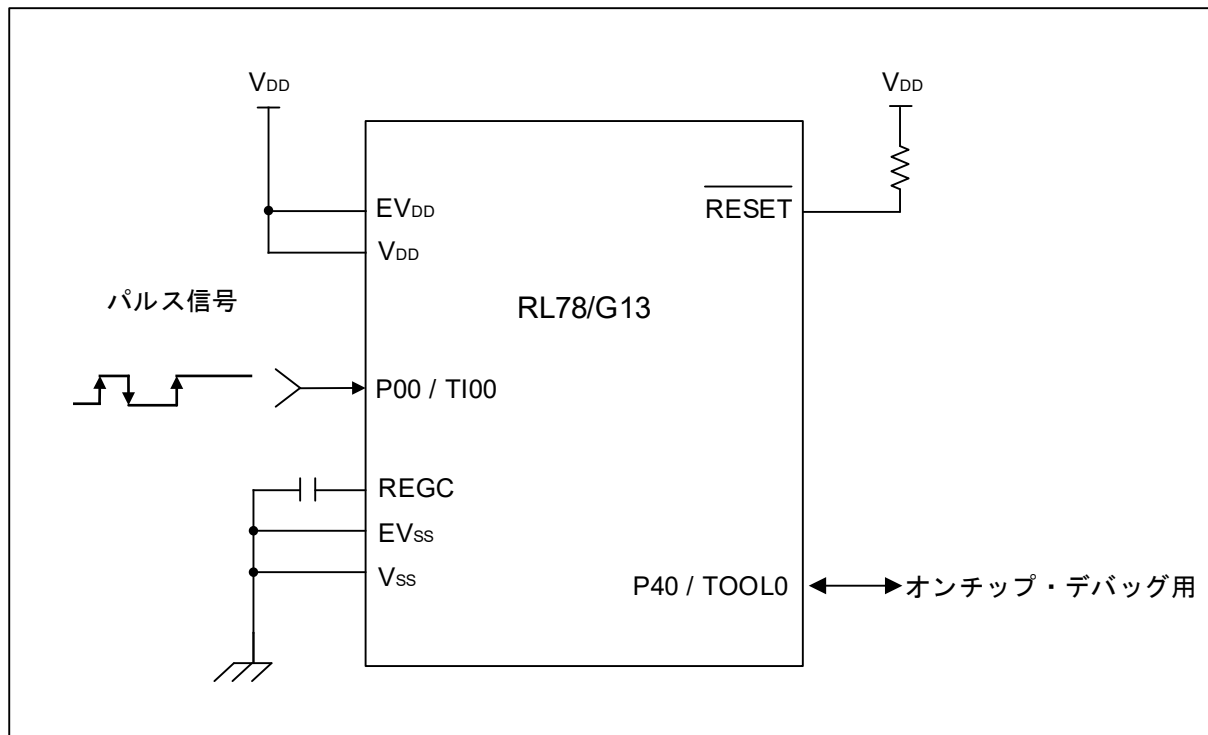 VDD
VDD
EVDD
RESET
VDD
パルス信号
RL78/G13
P00 / TI00
REGC
EVSS
VSS
P40 / TOOL0
オンチップ・デバッグ用